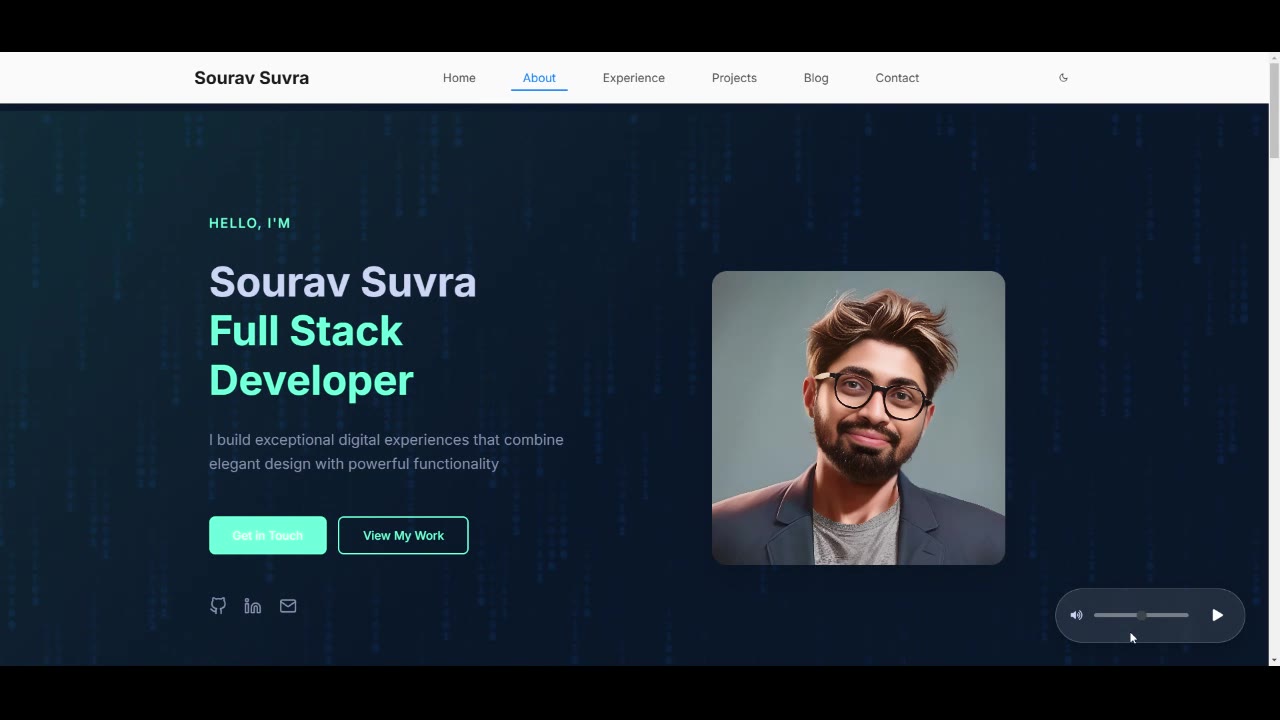 Sourav Suvra
Home
About
Experience
Projects
Blog
Contact
HELLO, I'M
Sourav Suvra
Full Stack
Developer
I build exceptional digital experiences that combine
elegant design with powerful functionality
Get in Touch
View My Work